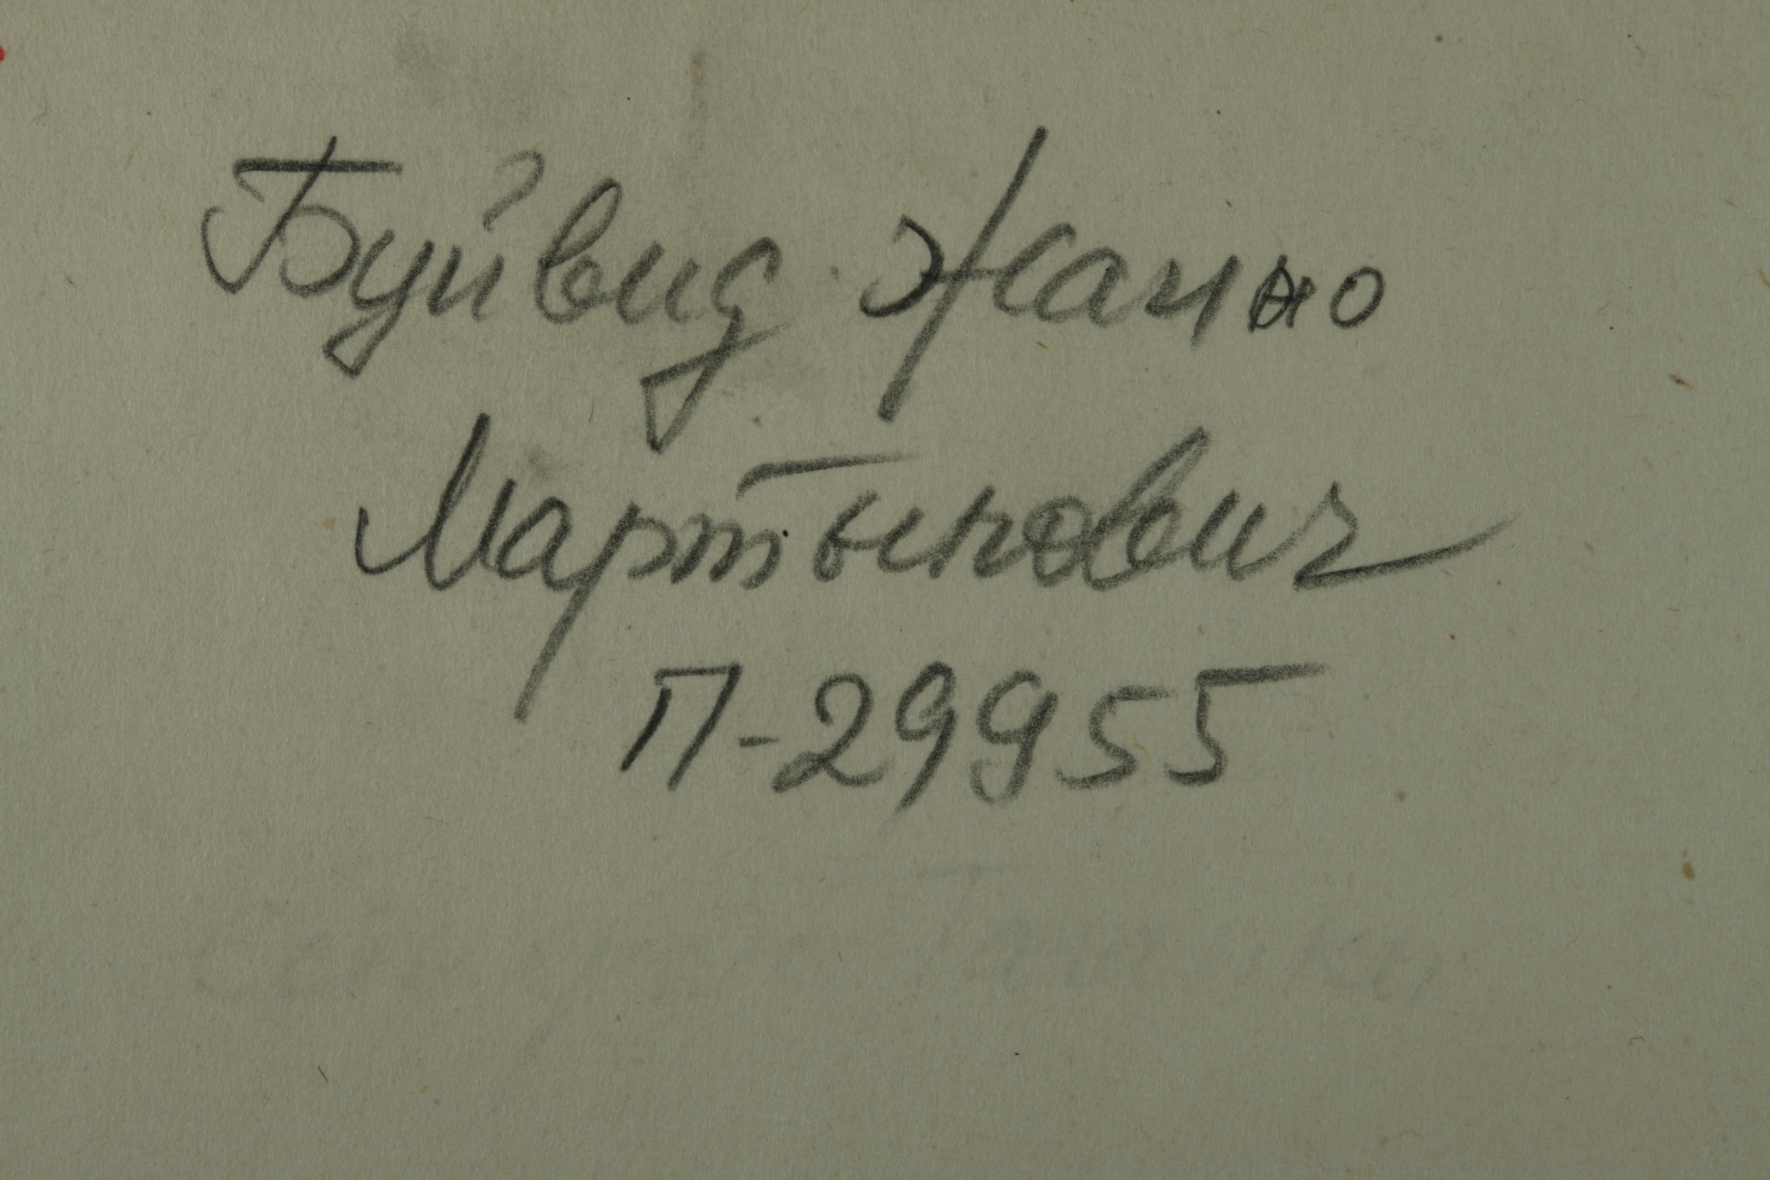 Буйвид Жанно
Мартынович
П-29955